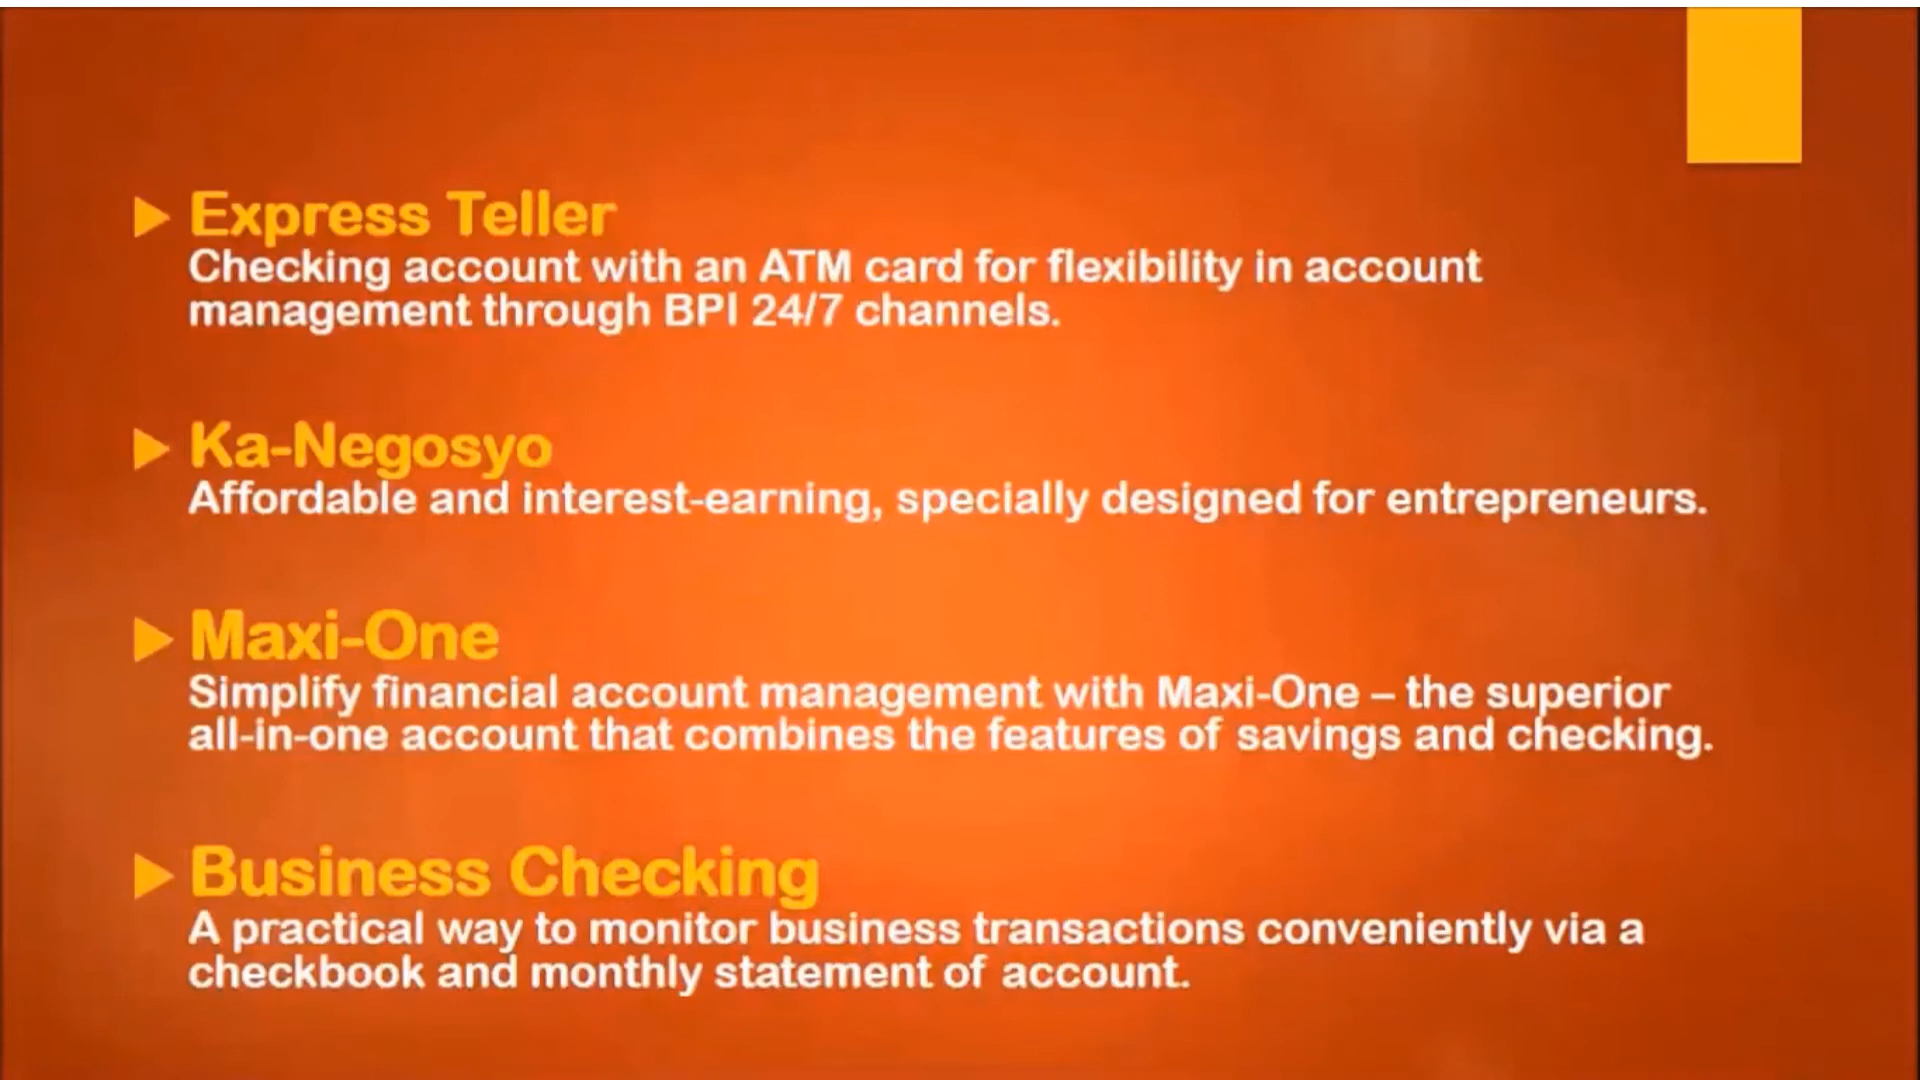 Express Teller
Checking account with an ATM card for flexibility in account
management through BPI 24/7 channels.
Ka-Negosyo
Affordable and interest-earning, specially designed for entrepreneurs.
Maxi-One
Simplify financial account management with Maxi-One – the superior
all-in-one account that combines the features of savings and checking.
Business Checking
A practical way to monitor business transactions conveniently via a
checkbook and monthly statement of account.